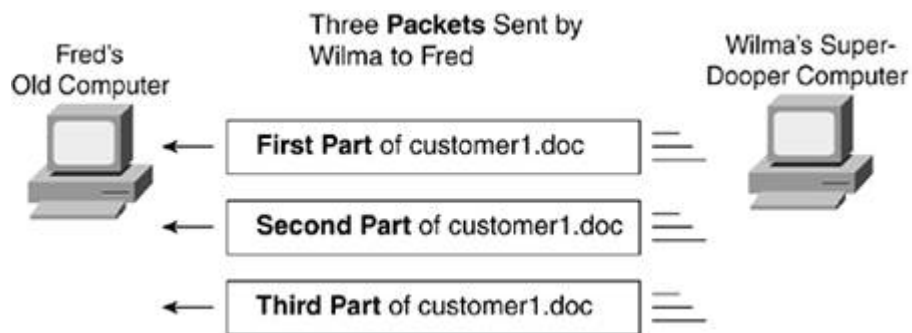 Three Packets Sent by
Wilma to Fred
Fred's
Old Computer
Wilma's Super-
Dooper Computer
First Part of customer1.doc
Second Part of customer1.doc
Third Part of customer1.doc